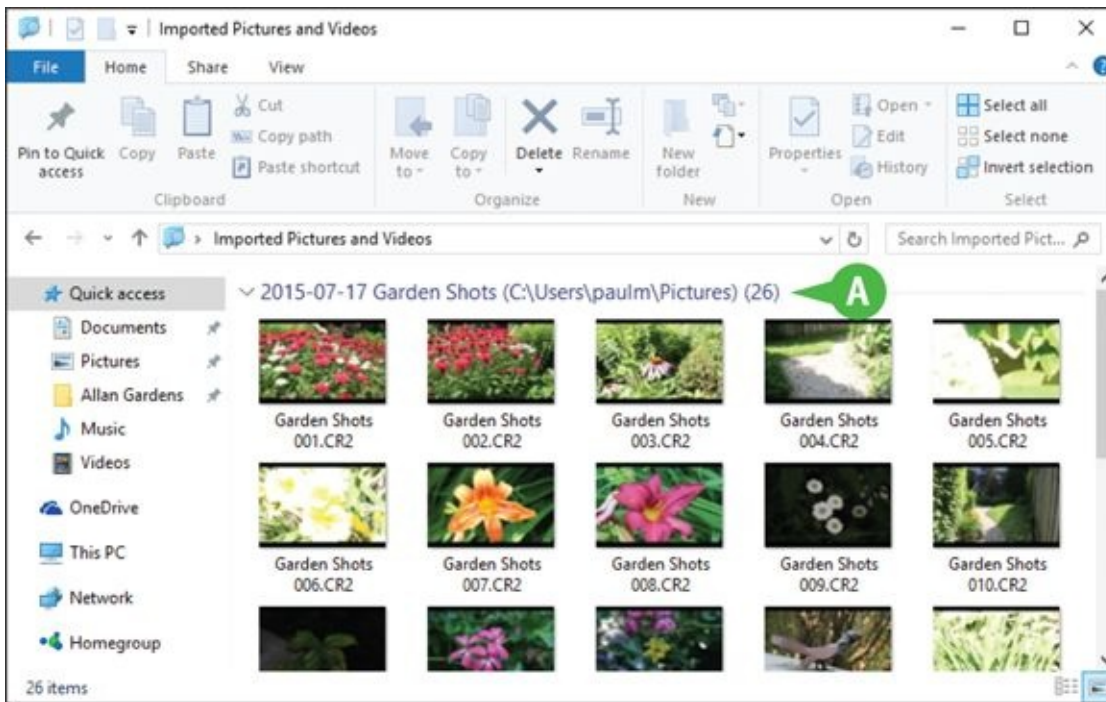 Imported Pictures and Videos
File Home Share View
Pin to Quick access
Copy
Paste
Cut
Copy path
Paste shortcut
Move to
Copy to
Delete
Rename
New folder
Properties
Open
Edit
History
Select all
Select none
Invert selection
Clipboard Organize New Open Select
Imported Pictures and Videos
Search Imported Pict...
Quick access
Documents
Pictures
Allan Gardens
Music
Videos
OneDrive
This PC
Network
Homegroup
2015-07-17 Garden Shots (C:\Users\paulm\Pictures) (26)
A
Garden Shots
001.CR2
Garden Shots
002.CR2
Garden Shots
003.CR2
Garden Shots
004.CR2
Garden Shots
005.CR2
Garden Shots
006.CR2
Garden Shots
007.CR2
Garden Shots
008.CR2
Garden Shots
009.CR2
Garden Shots
010.CR2
26 items